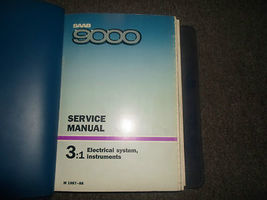 SAAB
9000
SERVICE
MANUAL
3:1 Electrical system,
instruments
M 1987-88